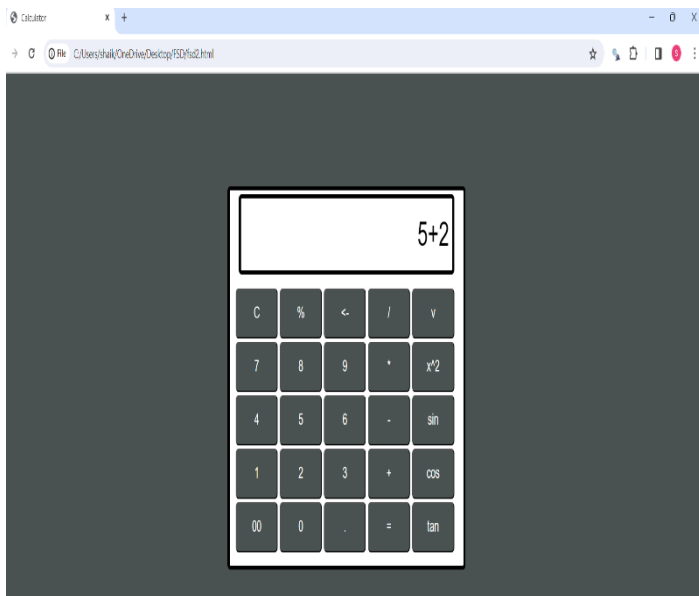 Calculator
File C:/Users/shaik/OneDrive/Desktop/FSD/fsd2.html
S
5+2
C % <- / v
7 8 9 * x^2
4 5 6 - sin
1 2 3 + cos
00 0 . = tan